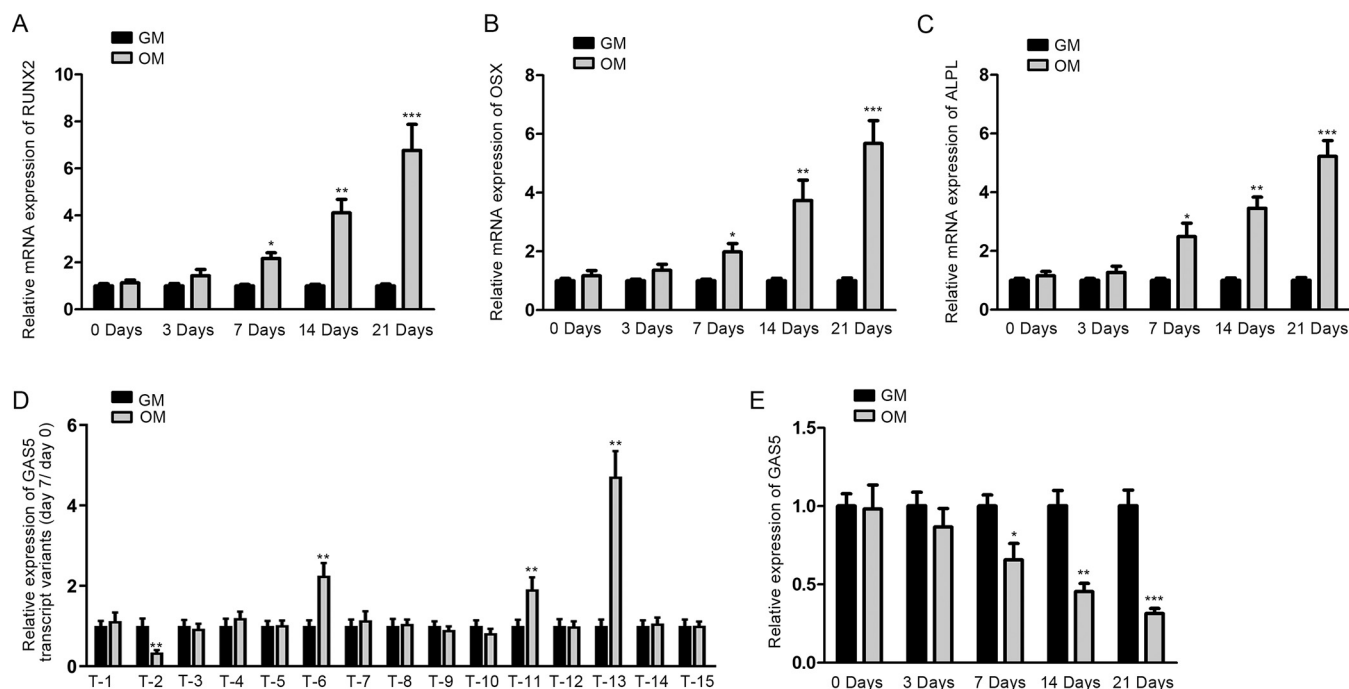 A
GM
OM
Relative mRNA expression of RUNX2
10
8
6
4
2
0
*
**
***
0 Days 3 Days 7 Days 14 Days 21 Days
B
GM
OM
Relative mRNA expression of OSX
8
6
4
2
0
*
**
***
0 Days 3 Days 7 Days 14 Days 21 Days
C
GM
OM
Relative mRNA expression of ALPL
8
6
4
2
0
*
**
***
0 Days 3 Days 7 Days 14 Days 21 Days
D
GM
OM
Relative expression of GAS5
transcript variants (day 7/ day 0)
6
4
2
0
**
**
**
**
T-1 T-2 T-3 T-4 T-5 T-6 T-7 T-8 T-9 T-10 T-11 T-12 T-13 T-14 T-15
E
GM
OM
Relative expression of GAS5
1.5
1.0
0.5
0.0
*
**
***
0 Days 3 Days 7 Days 14 Days 21 Days